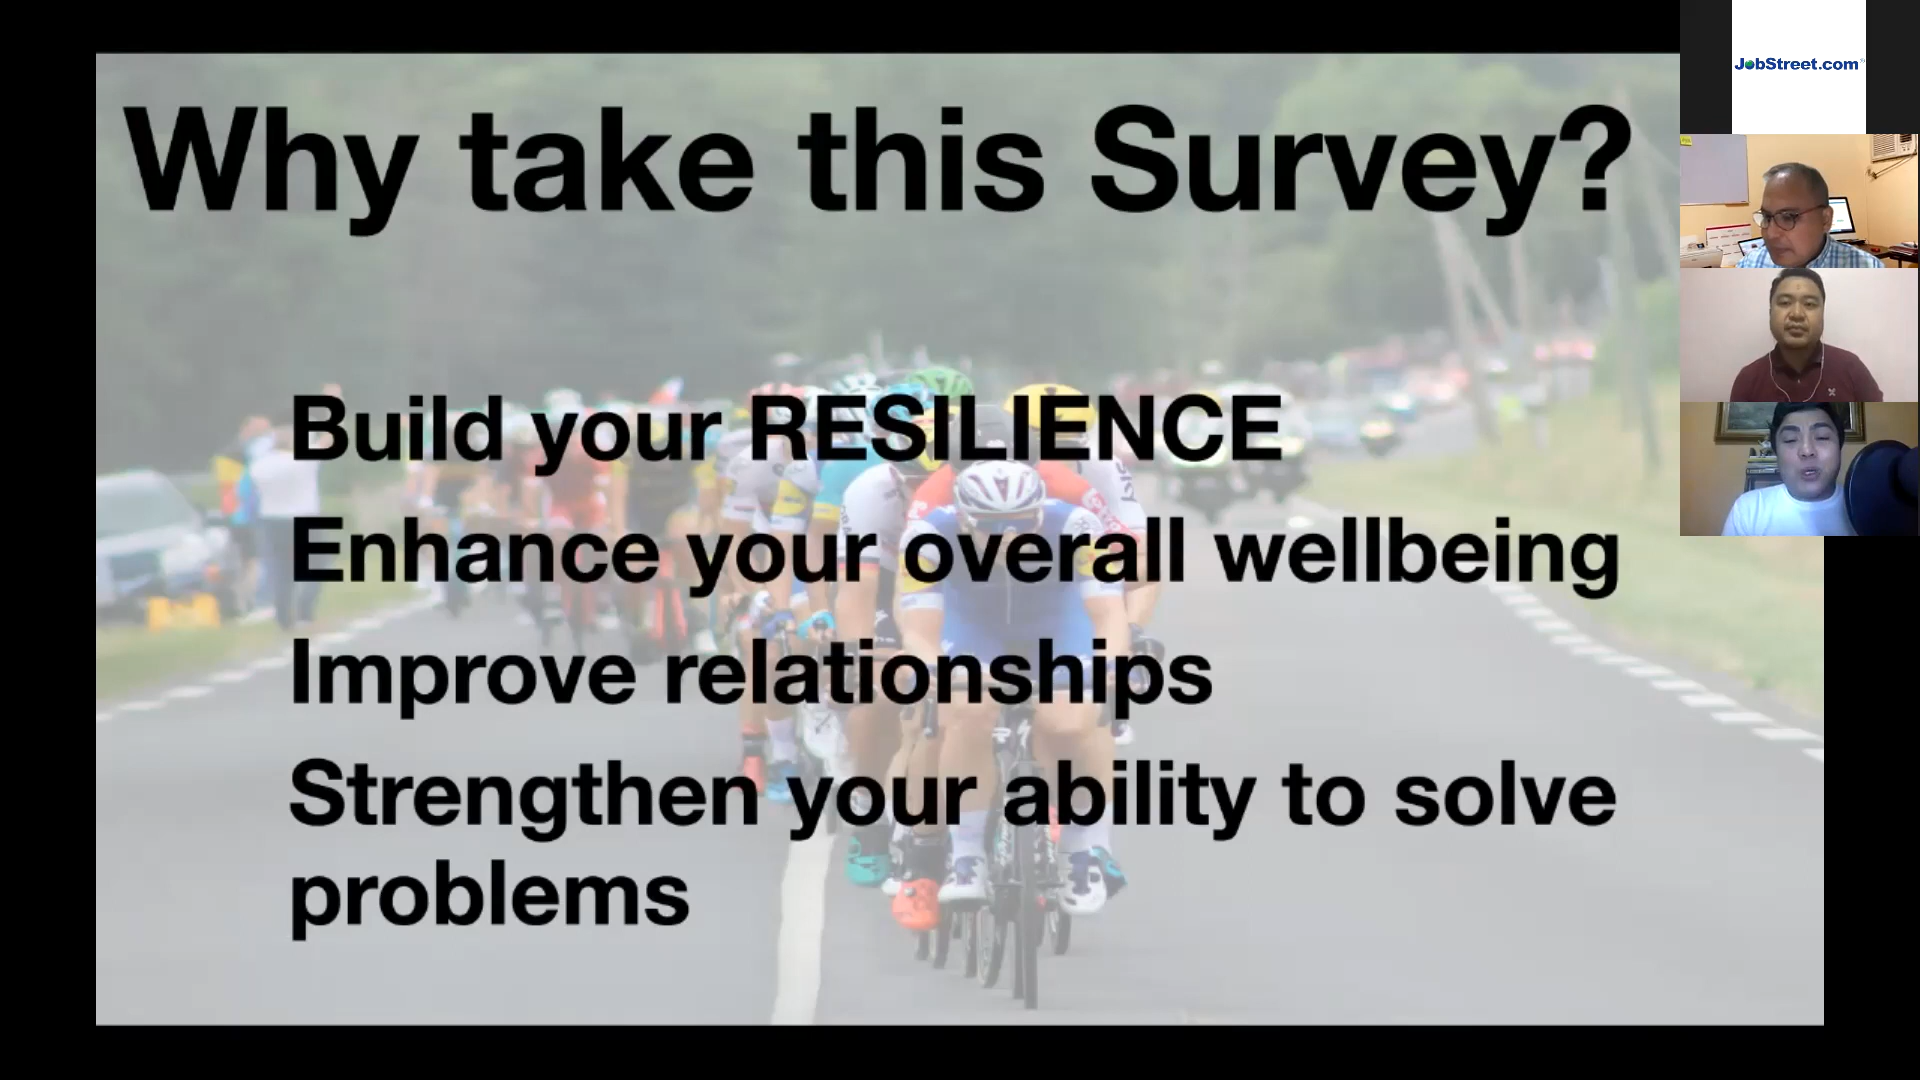 Why take this Survey?
JobStreet.com
Build your RESILIENCE
Enhance your overall wellbeing
Improve relationships
Strengthen your ability to solve
problems